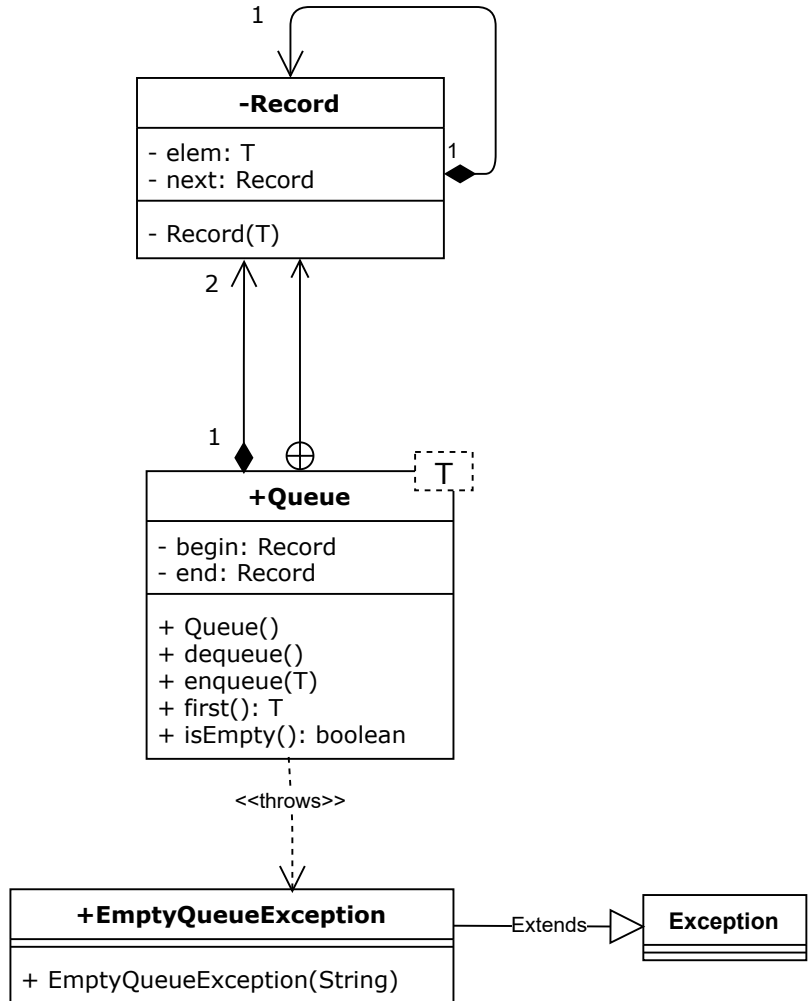 1
-Record
- elem: T
- next: Record
1
- Record(T)
2
1
T
+Queue
- begin: Record
- end: Record
+ Queue()
+ dequeue()
+ enqueue(T)
+ first(): T
+ isEmpty(): boolean
<<throws>>
+EmptyQueueException
Extends
Exception
+ EmptyQueueException(String)